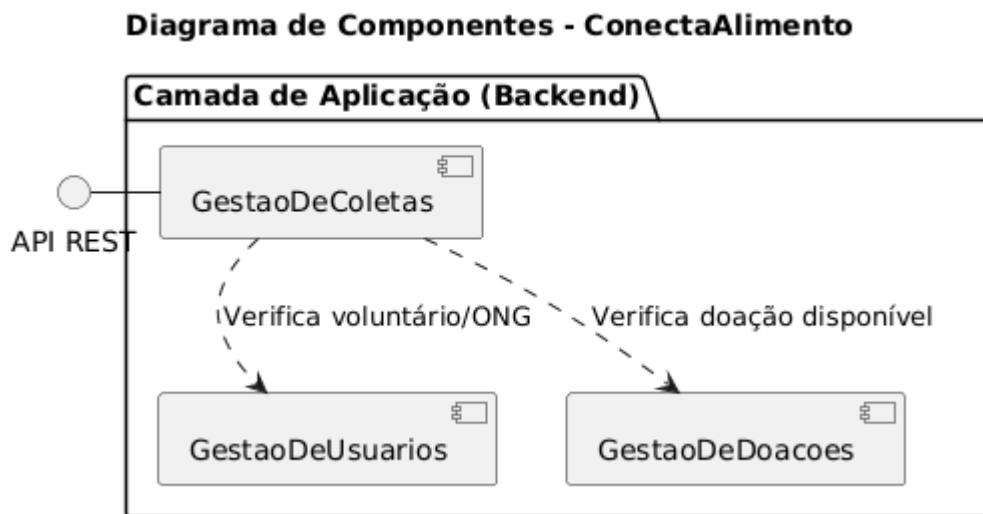 Diagrama de Componentes - ConectaAlimento
Camada de Aplicação (Backend)
GestaoDeColetas
API REST
Verifica voluntário/ONG
Verifica doação disponível
GestaoDeUsuarios
GestaoDeDoacoes